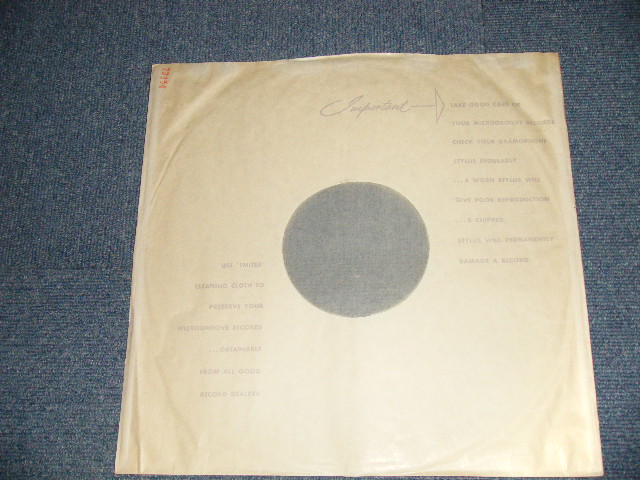 Important
TAKE GOOD CARE OF
YOUR MICROGROOVE RECORDS
CHECK YOUR GRAMOPHONE
STYLUS REGULARLY
...A WORN STYLUS WILL
GIVE POOR REPRODUCTION
...A CHIPPED
STYLUS WILL PERMANENTLY
DAMAGE A RECORD.
USE 'EMITEX'
CLEANING CLOTH TO
PRESERVE YOUR
MICROGROOVE RECORDS
...OBTAINABLE
FROM ALL GOOD
RECORD DEALERS